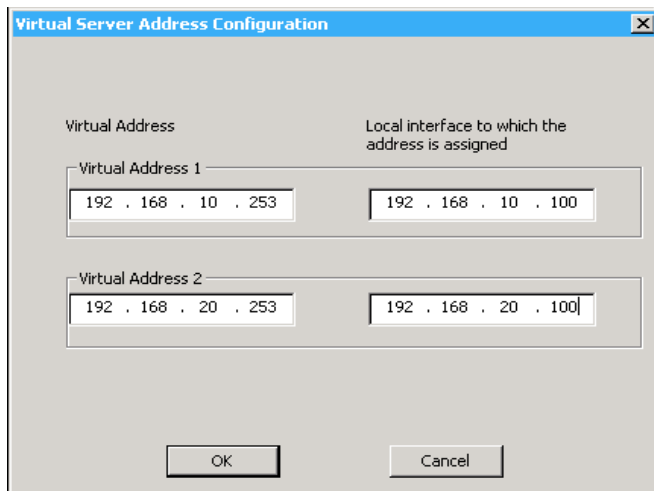 Virtual Server Address Configuration
Virtual Address
Local interface to which the
address is assigned
Virtual Address 1
192 . 168 . 10 . 253
192 . 168 . 10 . 100
Virtual Address 2
192 . 168 . 20 . 253
192 . 168 . 20 . 100
OK
Cancel